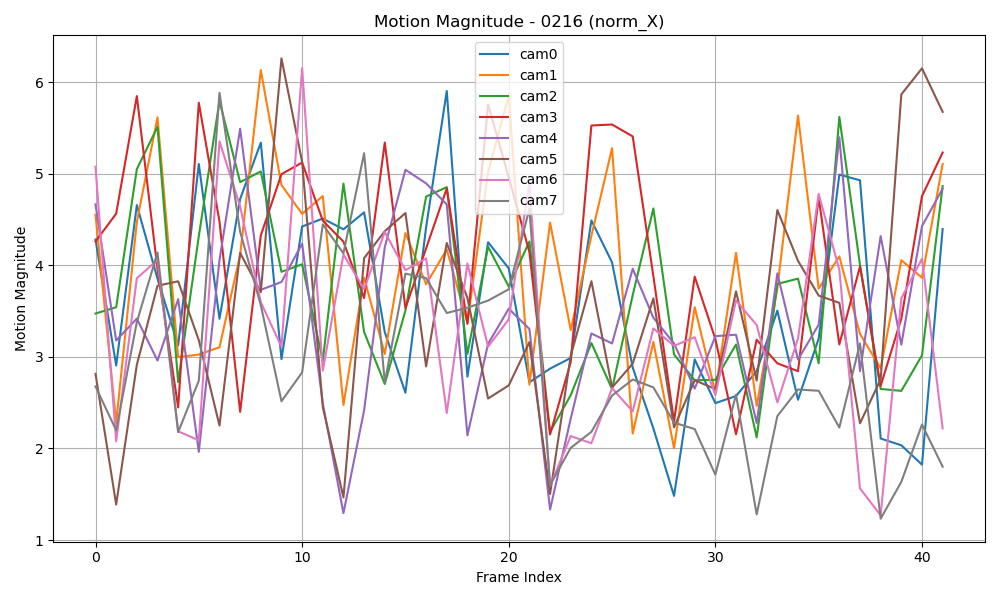 Motion Magnitude - 0216 (norm_X)
cam0
cam1
cam2
cam3
cam4
cam5
cam6
cam7
Motion Magnitude
6
5
4
3
2
1
0
10
20
30
40
Frame Index